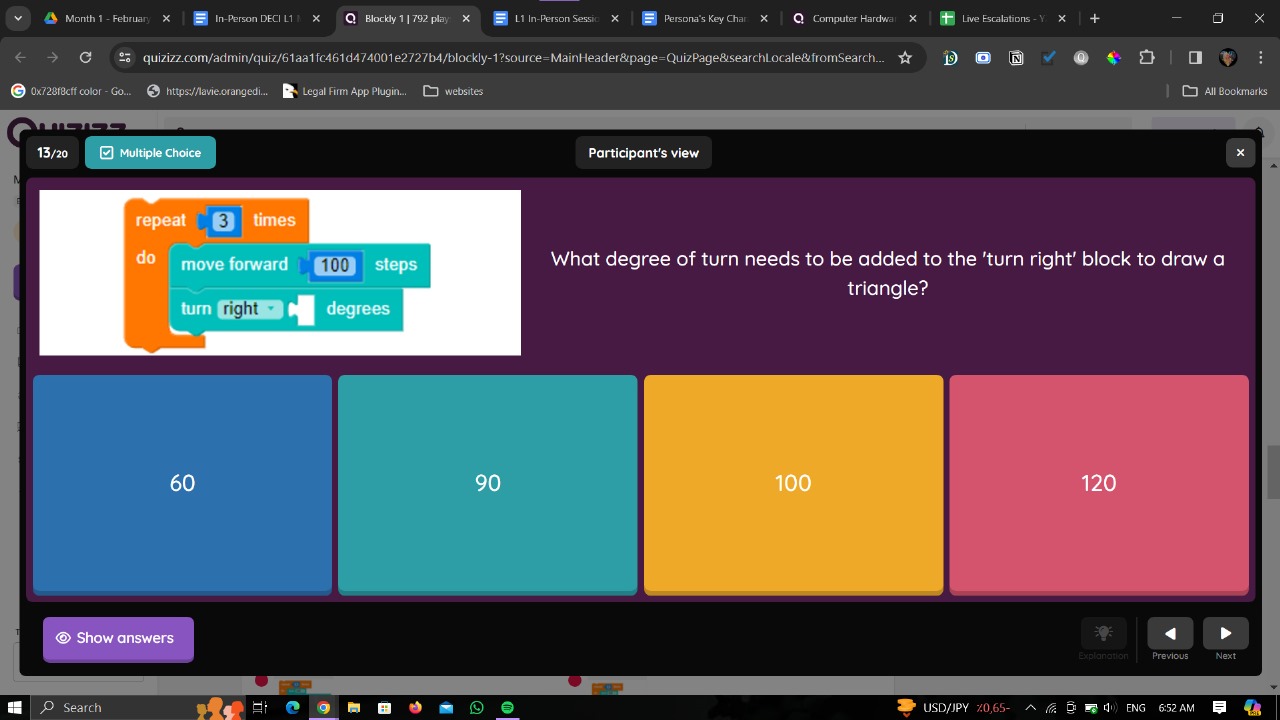 Month 1 - February
In-Person DECI L1 M
Blockly 1 | 792 play
L1 In-Person Sessio
Persona's Key Char
Computer Hardwar
Live Escalations - Y
quizizz.com/admin/quiz/61aa1fc461d474001e2727b4/blockly-1?source=MainHeader&page=QuizPage&searchLocale&fromSearch...
0x728f8cff color - Go...
https://lavie.orangedi...
Legal Firm App Plugin...
websites
All Bookmarks
13/20
Multiple Choice
Participant's view
repeat 3 times
do
move forward 100 steps
turn right degrees
What degree of turn needs to be added to the 'turn right' block to draw a
triangle?
60
90
100
120
Show answers
Explanation
Previous
Next
Search
USD/JPY ٪0,65-
ENG
6:52 AM